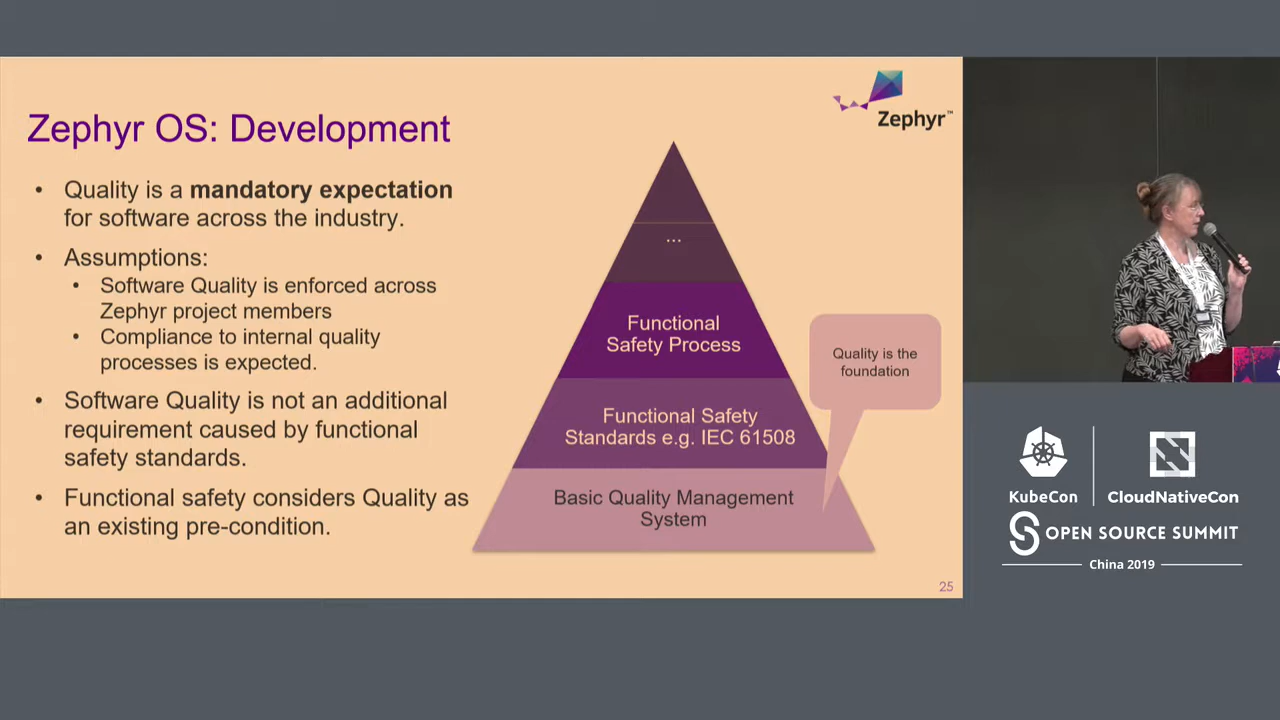 Zephyr™
Zephyr OS: Development
• Quality is a mandatory expectation
for software across the industry.
• Assumptions:
• Software Quality is enforced across
Zephyr project members
• Compliance to internal quality
processes is expected.
• Software Quality is not an additional
requirement caused by functional
safety standards.
• Functional safety considers Quality as
an existing pre-condition.
...
Functional
Safety Process
Functional Safety
Standards e.g. IEC 61508
Basic Quality Management
System
Quality is the
foundation
25
KubeCon
CloudNativeCon
OPEN SOURCE SUMMIT
China 2019